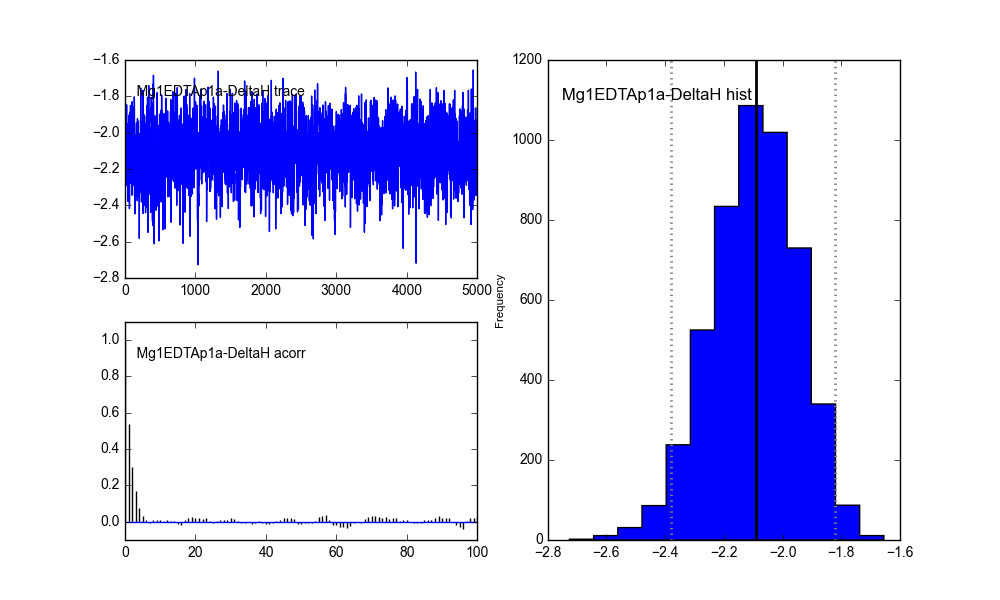 −1.6
−1.8
−2.0
−2.2
−2.4
−2.6
−2.8
Mg1EDTAp1a-DeltaH trace
0 1000 2000 3000 4000 5000
1.0
0.8
0.6
0.4
0.2
0.0
Mg1EDTAp1a-DeltaH acorr
0 20 40 60 80 100
Frequency
1200
1000
800
600
400
200
0
Mg1EDTAp1a-DeltaH hist
−2.8 −2.6 −2.4 −2.2 −2.0 −1.8 −1.6